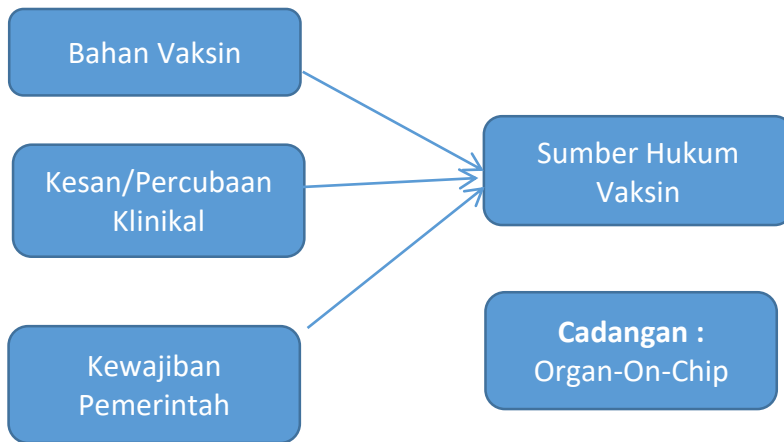 Bahan Vaksin
Kesan/Percubaan
Klinikal
Kewajiban
Pemerintah
Sumber Hukum
Vaksin
Cadangan :
Organ-On-Chip